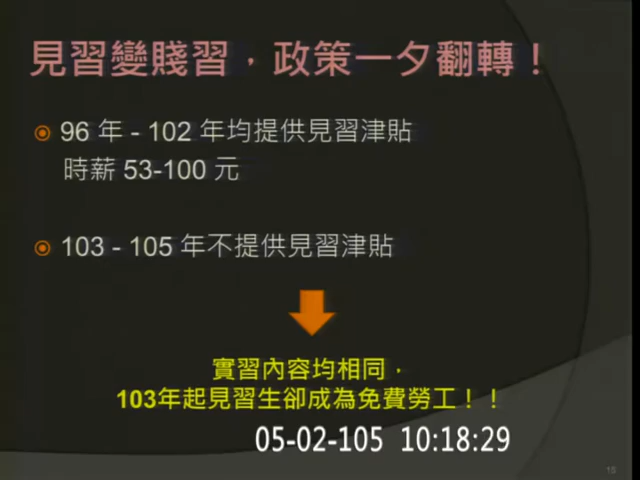 見習變賤習，政策一夕翻轉！
96 年 - 102 年均提供見習津貼
時薪 53-100 元
103 - 105 年不提供見習津貼
實習內容均相同，
103年起見習生卻成為免費勞工！！
05-02-105 10:18:29
15